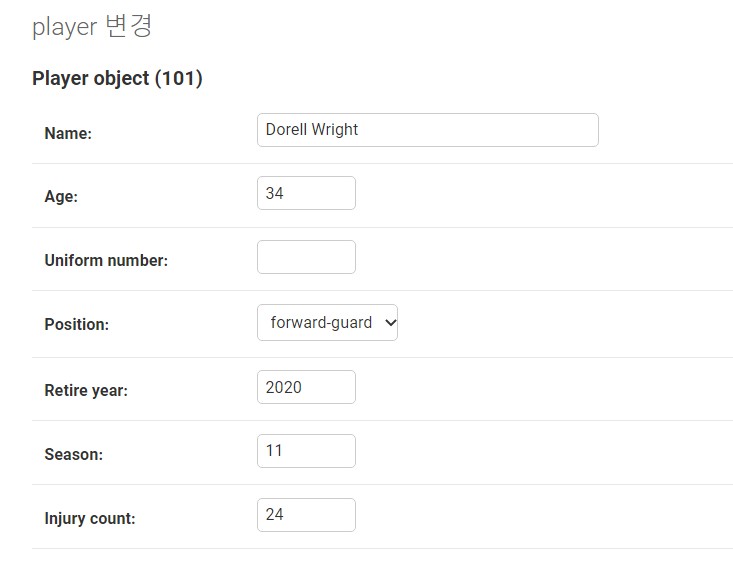 player 변경
Player object (101)
Name: Dorell Wright
Age: 34
Uniform number:
Position: forward-guard
Retire year: 2020
Season: 11
Injury count: 24